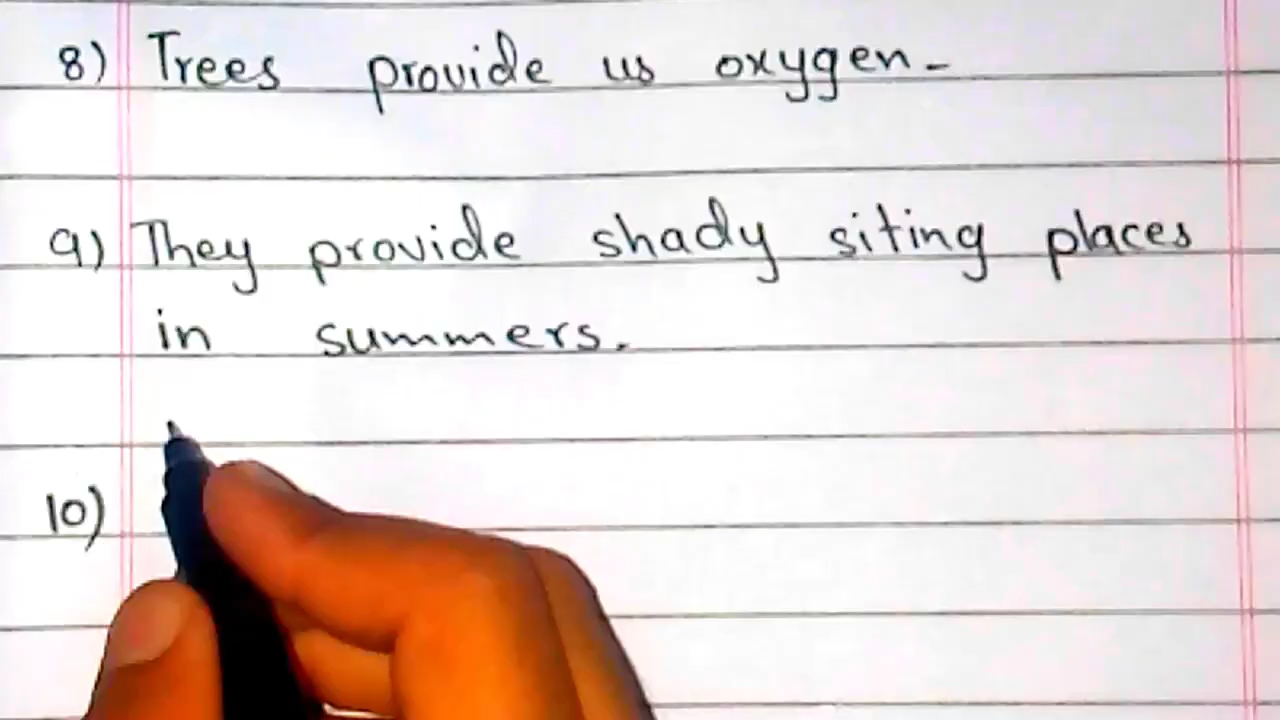 8) Trees provide us oxygen.
9) They provide shady siting places
in summers.
10)